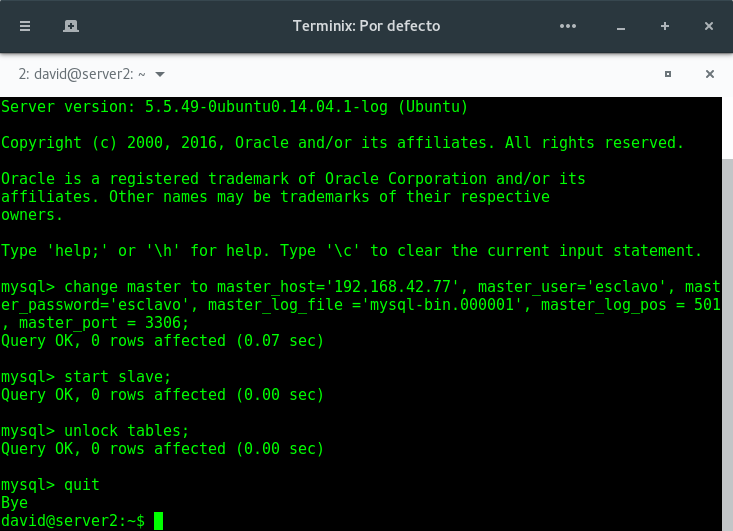 Terminix: Por defecto
2: david@server2: ~
Server version: 5.5.49-0ubuntu0.14.04.1-log (Ubuntu)
Copyright (c) 2000, 2016, Oracle and/or its affiliates. All rights reserved.
Oracle is a registered trademark of Oracle Corporation and/or its
affiliates. Other names may be trademarks of their respective
owners.
Type 'help;' or '\h' for help. Type '\c' to clear the current input statement.
mysql> change master to master_host='192.168.42.77', master_user='esclavo', mast
er_password='esclavo', master_log_file ='mysql-bin.000001', master_log_pos = 501
, master_port = 3306;
Query OK, 0 rows affected (0.07 sec)
mysql> start slave;
Query OK, 0 rows affected (0.00 sec)
mysql> unlock tables;
Query OK, 0 rows affected (0.00 sec)
mysql> quit
Bye
david@server2:~$